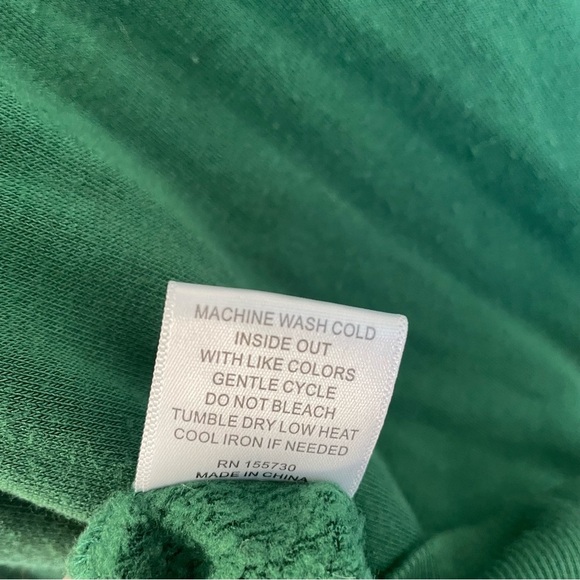 MACHINE WASH COLD
INSIDE OUT
WITH LIKE COLORS
GENTLE CYCLE
DO NOT BLEACH
TUMBLE DRY LOW HEAT
COOL IRON IF NEEDED
RN 155730
MADE IN CHINA